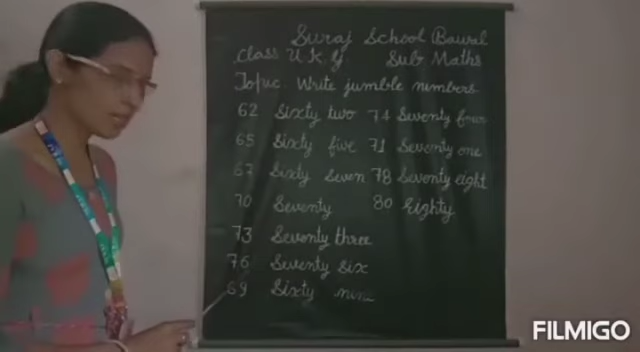 Suraj School Bawal
Class U.K.G Sub Maths
Topic Write jumble numbers
62 Sixty two 74 Seventy four
65 Sixty five 71 Seventy one
67 Sixty Seven 78 Seventy eight
70 Seventy 80 Eighty
73 Seventy three
76 Seventy six
69 Sixty nine
FILMIGO